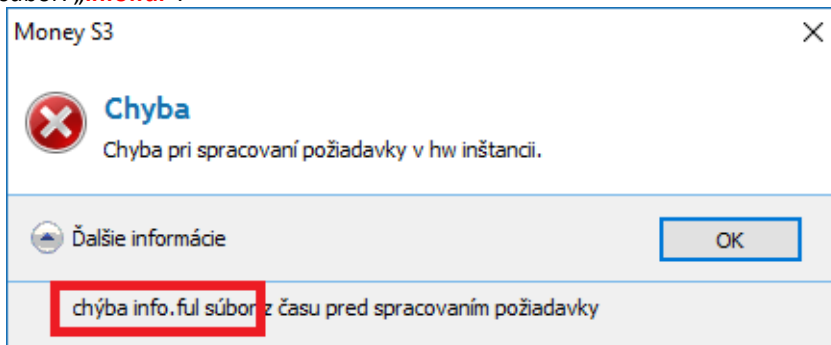 Money S3
Chyba
Chyba pri spracovaní požiadavky v hw inštancii.
Ďalšie informácie
OK
chýba info.ful súbor z času pred spracovaním požiadavky